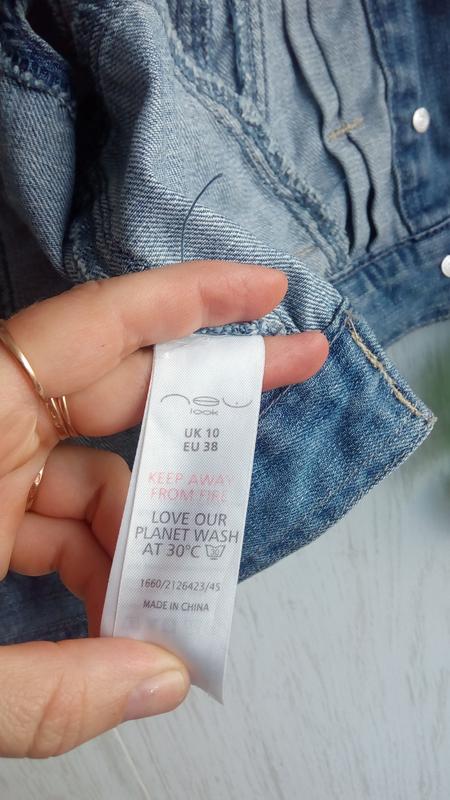 new
look
UK 10
EU 38
KEEP AWAY
FROM FIRE
LOVE OUR
PLANET WASH
AT 30°C 30
1660/2126423/45
MADE IN CHINA